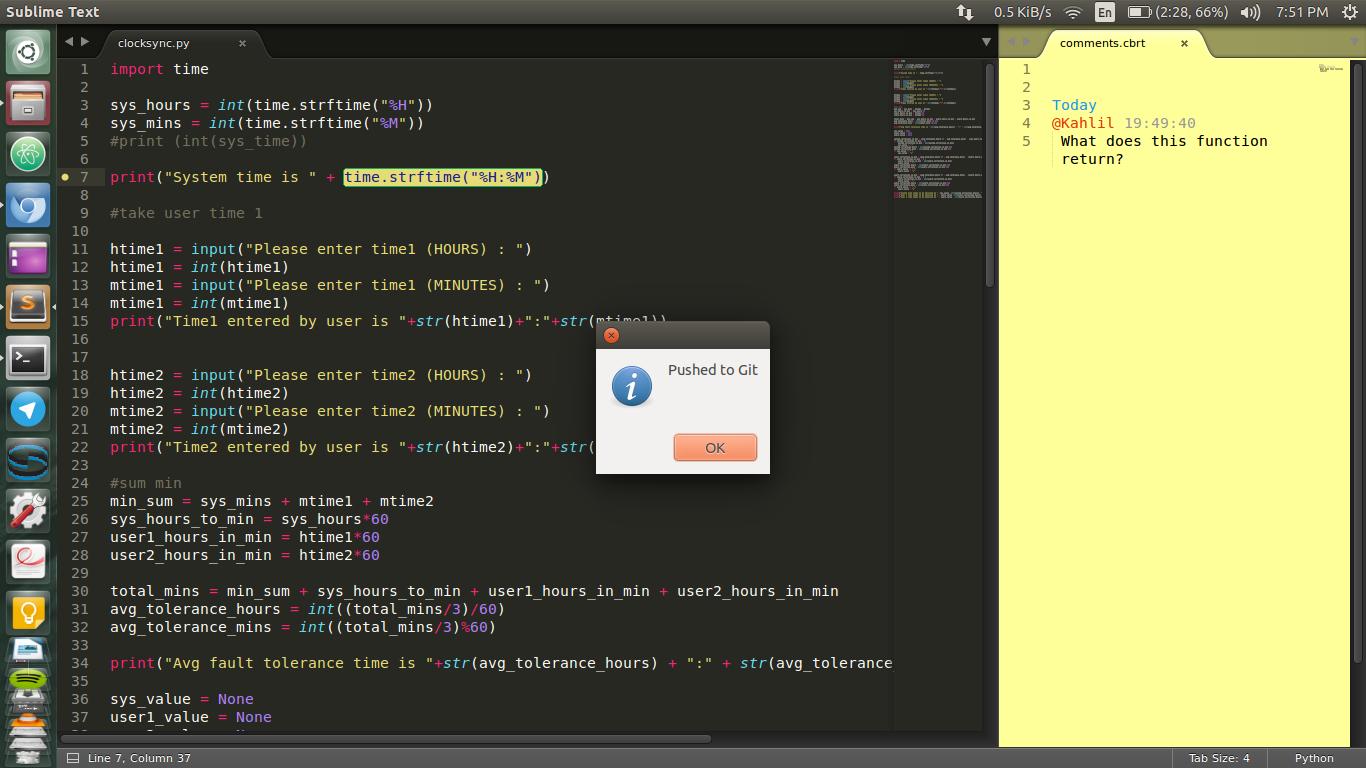 Sublime Text
0.5 KiB/s
En
(2:28, 66%)
7:51 PM
clocksync.py ×
1 import time
2
3 sys_hours = int(time.strftime("%H"))
4 sys_mins = int(time.strftime("%M"))
5 #print (int(sys_time))
6
7 print("System time is " + time.strftime("%H:%M"))
8
9 #take user time 1
10
11 htime1 = input("Please enter time1 (HOURS) : ")
12 htime1 = int(htime1)
13 mtime1 = input("Please enter time1 (MINUTES) : ")
14 mtime1 = int(mtime1)
15 print("Time1 entered by user is "+str(htime1)+":"+str(mtime1))
16
17
18 htime2 = input("Please enter time2 (HOURS) : ")
19 htime2 = int(htime2)
20 mtime2 = input("Please enter time2 (MINUTES) : ")
21 mtime2 = int(mtime2)
22 print("Time2 entered by user is "+str(htime2)+":"+str(
23
24 #sum min
25 min_sum = sys_mins + mtime1 + mtime2
26 sys_hours_to_min = sys_hours*60
27 user1_hours_in_min = htime1*60
28 user2_hours_in_min = htime2*60
29
30 total_mins = min_sum + sys_hours_to_min + user1_hours_in_min + user2_hours_in_min
31 avg_tolerance_hours = int((total_mins/3)/60)
32 avg_tolerance_mins = int((total_mins/3)%60)
33
34 print("Avg fault tolerance time is "+str(avg_tolerance_hours) + ":" + str(avg_tolerance
35
36 sys_value = None
37 user1_value = None
Pushed to Git
OK
comments.cbrt ×
1
2
3 Today
4 @Kahlil 19:49:40
5 What does this function
return?
Line 7, Column 37
Tab Size: 4
Python